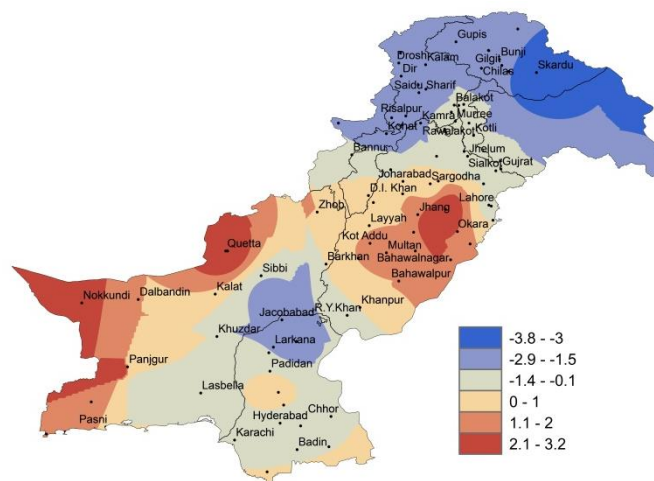 Gupis
Drosh Kalam
Gilgit Bunji
Dir
Chilas
Skardu
Saidu Sharif
Balakot
Risalpur
Kamra Murree
Kohat
Rawalakot Kotli
Bannu
Jhelum
Sialkot Gujrat
Joharabad Sargodha
D.I. Khan
Zhob
Lahore
Jhang
Layyah
Okara
Kot Addu
Quetta
Multan
Barkhan
Bahawalnagar
Sibbi
Bahawalpur
Nokkundi
Dalbandin
Kalat
Khanpur
R.Y.Khan
Jacobabad
Khuzdar
Larkana
Panjgur
Padidan
Lasbella
Pasni
Hyderabad
Chhor
Karachi
Badin
-3.8 - -3
-2.9 - -1.5
-1.4 - -0.1
0 - 1
1.1 - 2
2.1 - 3.2